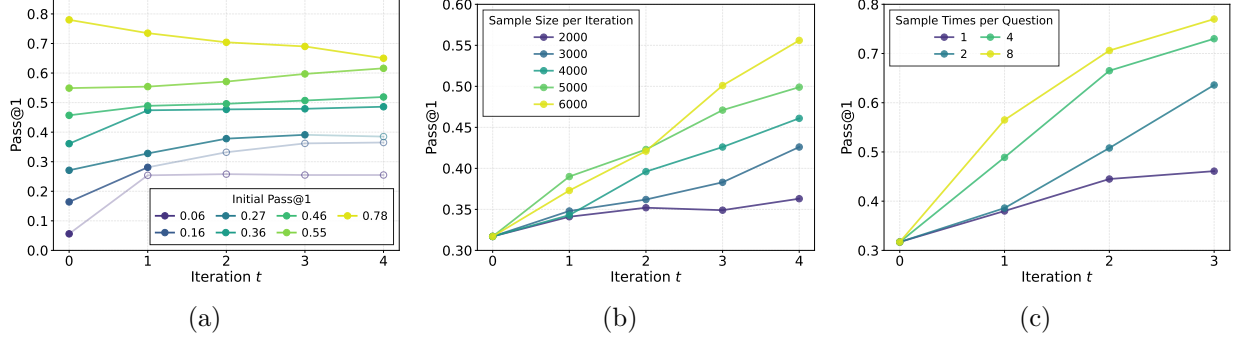 0.8
0.7
0.6
0.5
0.4
0.3
0.2
0.1
0.0
Pass@1
Initial Pass@1
0.06 0.27 0.46 0.78
0.16 0.36 0.55
0 1 2 3 4
Iteration t
(a)
0.60
0.55
0.50
0.45
0.40
0.35
0.30
Pass@1
Sample Size per Iteration
2000
3000
4000
5000
6000
0 1 2 3 4
Iteration t
(b)
0.8
0.7
0.6
0.5
0.4
0.3
Pass@1
Sample Times per Question
1 4
2 8
0 1 2 3
Iteration t
(c)